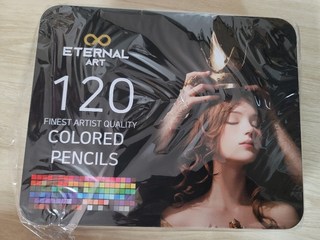 ETERNAL
ART
120
FINEST ARTIST QUALITY
COLORED
PENCILS